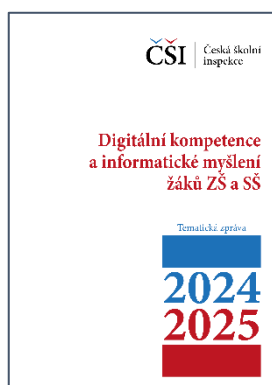 ČŠI Česká školní
inspekce
Digitální kompetence
a informatické myšlení
žáků ZŠ a SŠ
Tematická zpráva
2024
2025